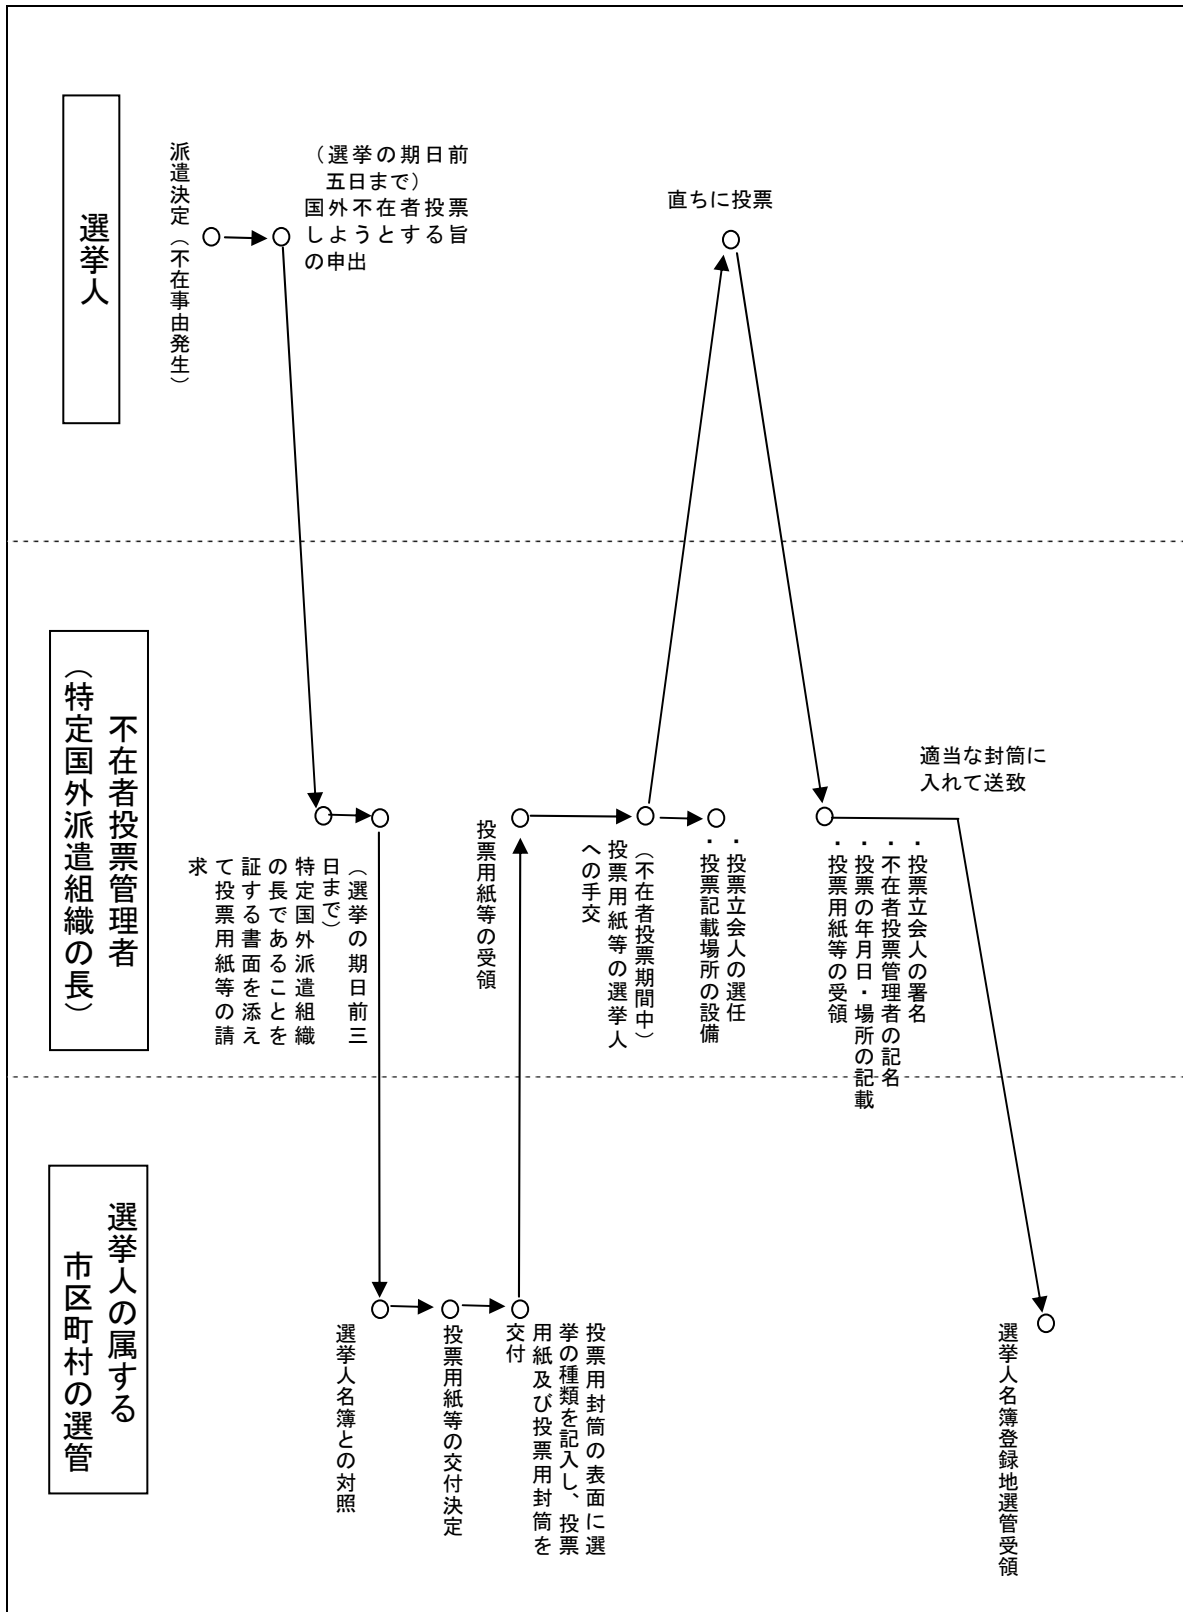 選挙人
派遣決定（不在事由発生）
（選挙の期日前
五日まで）
国外不在者投票
しようとする旨
の申出
直ちに投票
不在者投票管理者
（特定国外派遣組織の長）
（選挙の期日前三
日まで）
特定国外派遣組織
の長であることを
証する書面を添え
て投票用紙等の請
求
投票用紙等の受領
（不在者投票期間中）
投票用紙等の選挙人
への手交
・投票立会人の選任
・投票記載場所の設備
・投票立会人の署名
・不在者投票管理者の記名
・投票の年月日・場所の記載
・投票用紙等の受領
適当な封筒に
入れて送致
選挙人の属する
市区町村の選管
選挙人名簿との対照
投票用紙等の交付決定
投票用封筒の表面に選
挙の種類を記入し、投票
用紙及び投票用封筒を
交付
選挙人名簿登録地選管受領